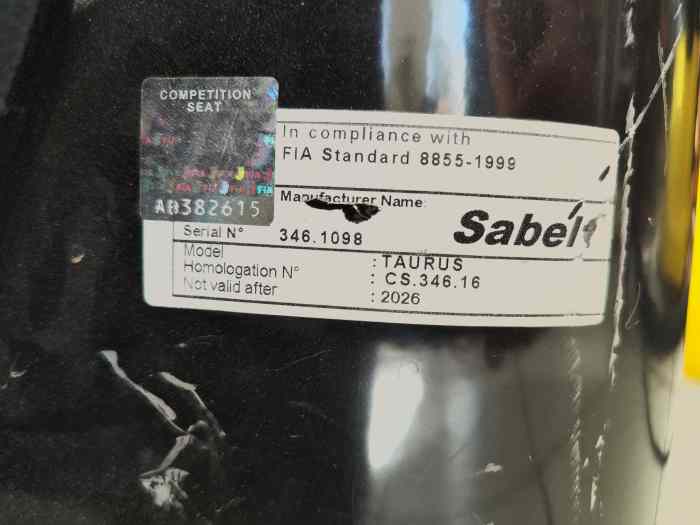 COMPETITION
SEAT
AB382615
In compliance with
FIA Standard 8855-1999
Manufacturer Name:
Sabelt
Serial N° 346.1098
Model : TAURUS
Homologation N° : CS.346.16
Not valid after : 2026